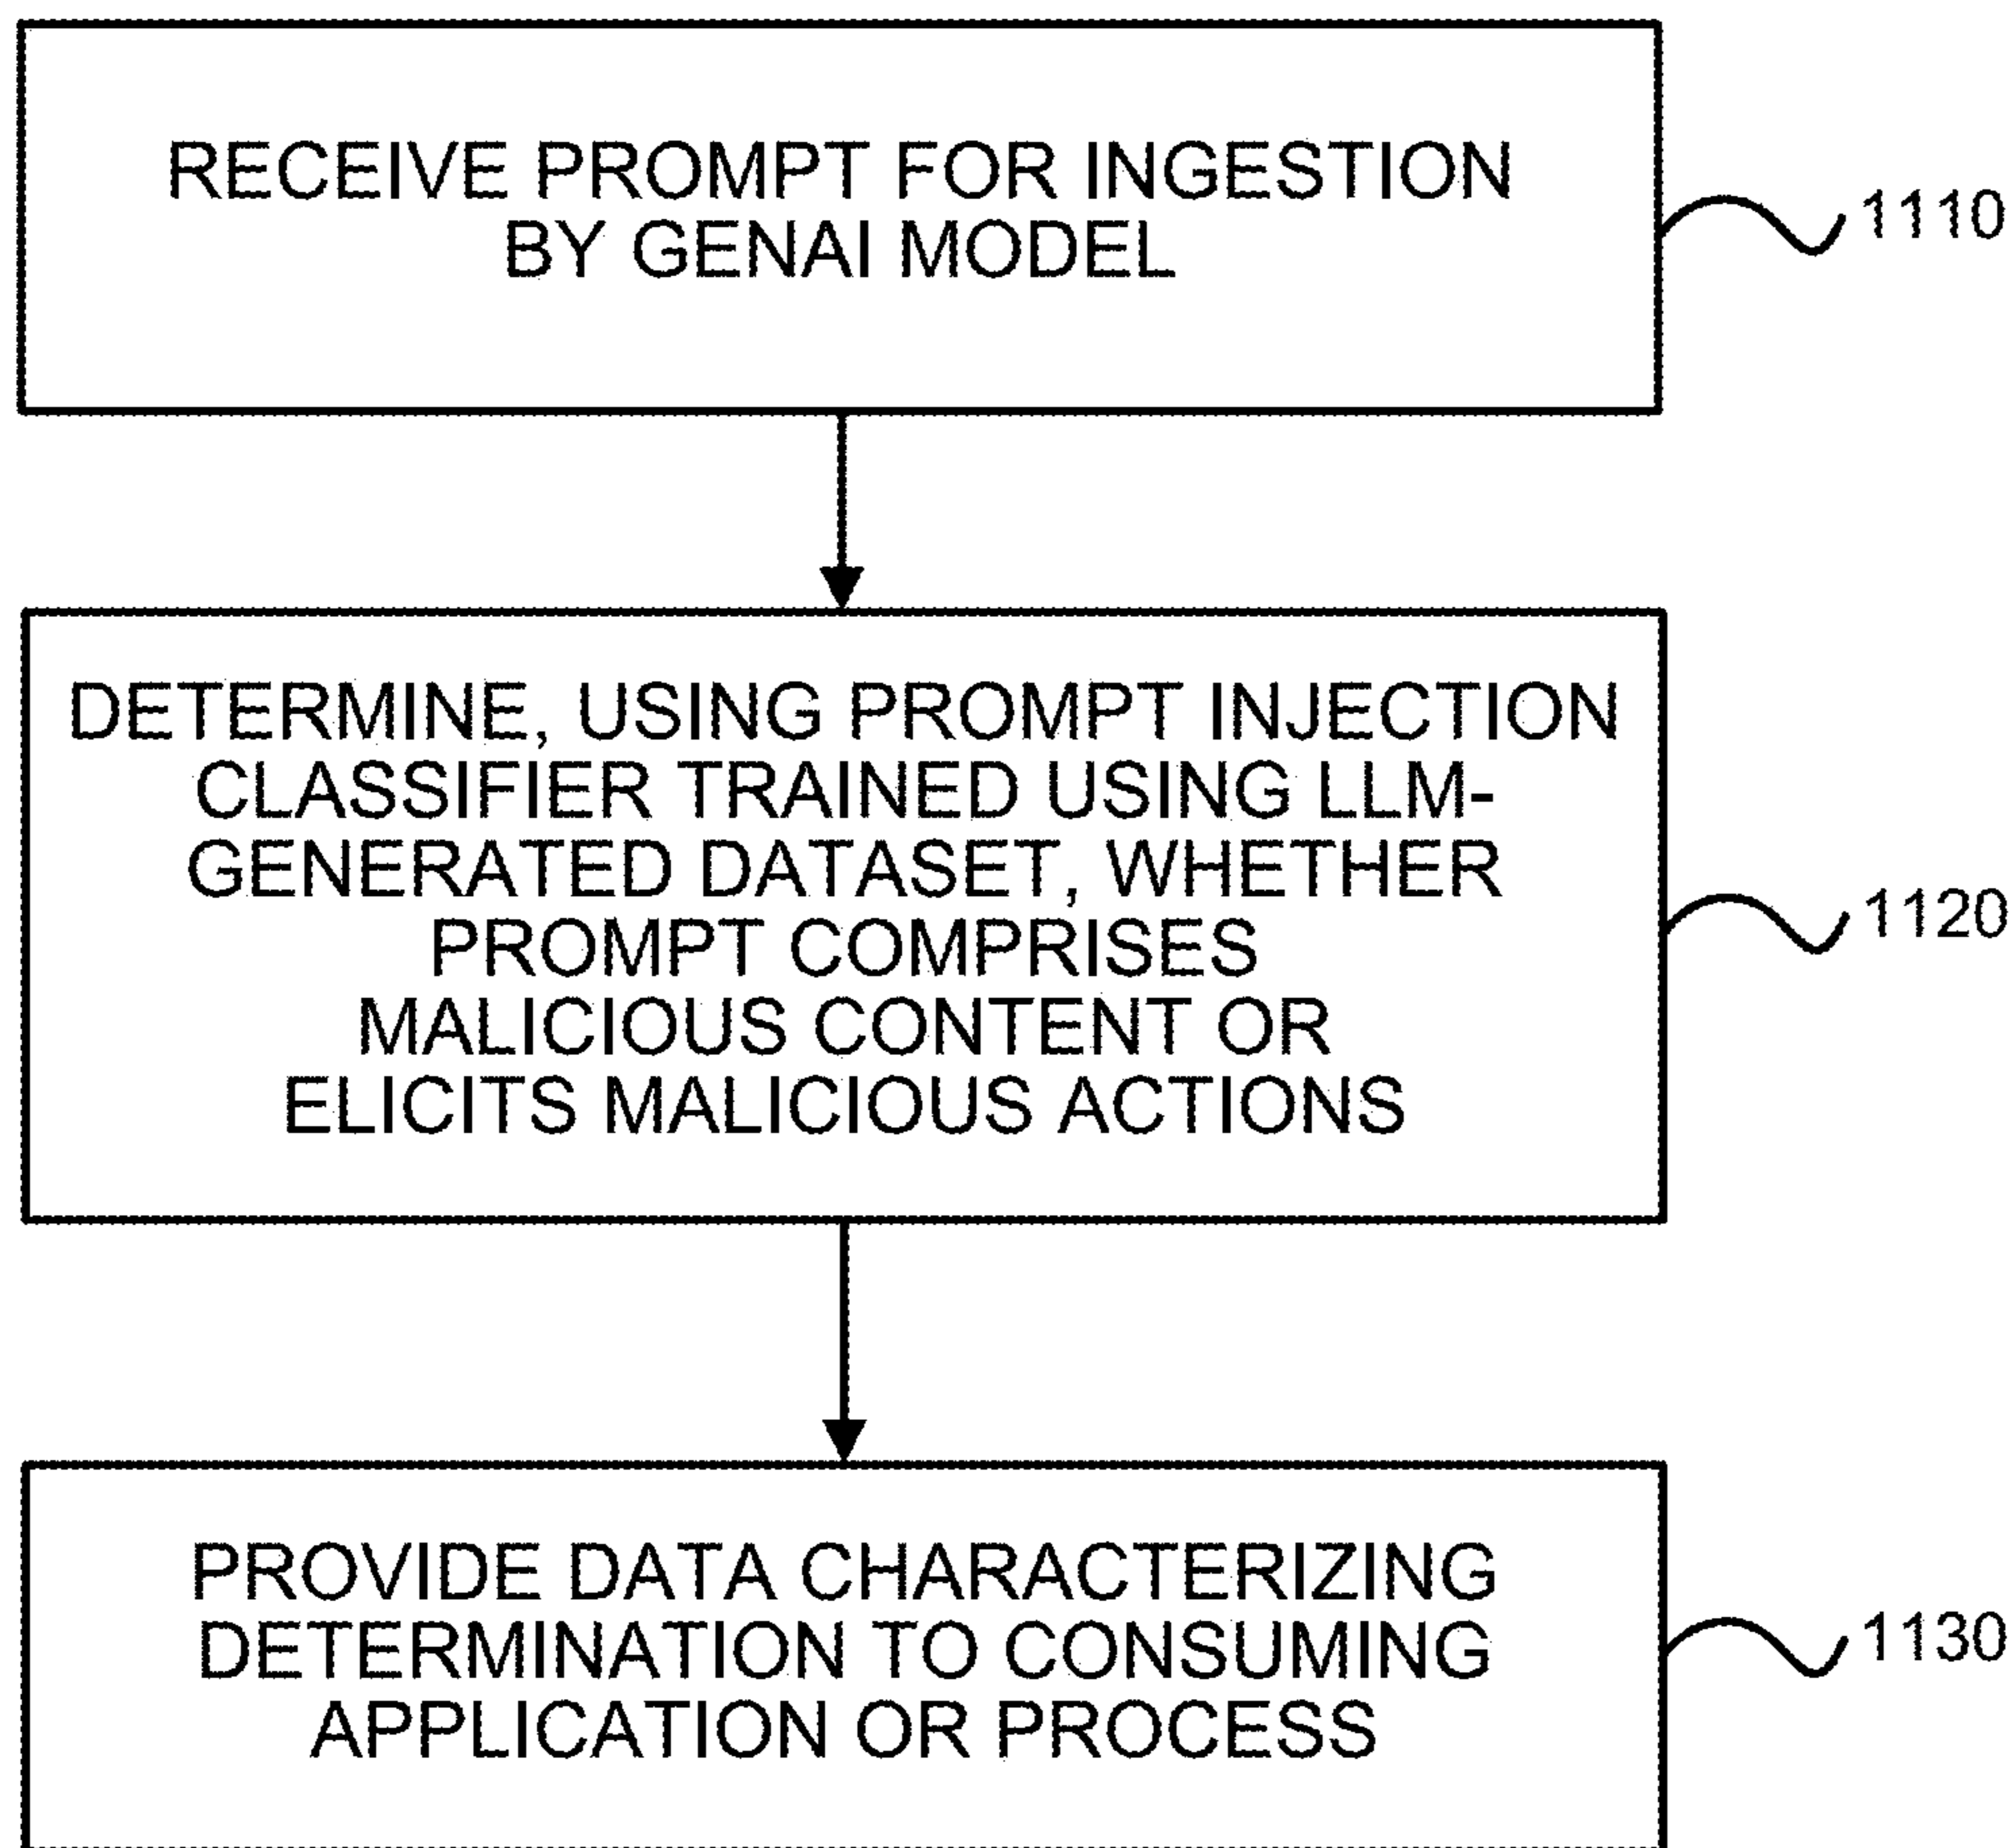 RECEIVE PROMPT FOR INGESTION
BY GENAI MODEL
1110
DETERMINE, USING PROMPT INJECTION
CLASSIFIER TRAINED USING LLM-
GENERATED DATASET, WHETHER
PROMPT COMPRISES
MALICIOUS CONTENT OR
ELICITS MALICIOUS ACTIONS
1120
PROVIDE DATA CHARACTERIZING
DETERMINATION TO CONSUMING
APPLICATION OR PROCESS
1130